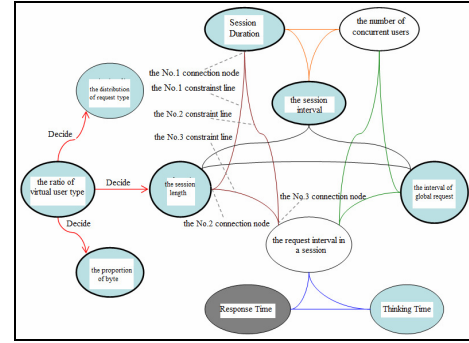 Session
Duration
the number of
concurrent users
the No.1 connection node
the No.1 constrainst line
the distribution
of request type
the session
interval
the No.2 constraint line
the No.3 constraint line
Decide
the ratio of
virtual user type
Decide
the session
length
the No.3 connection node
the interval of
global request
Decide
the No.2 connection node
the request interval in
a session
the proportion
of byte
Response Time
Thinking Time